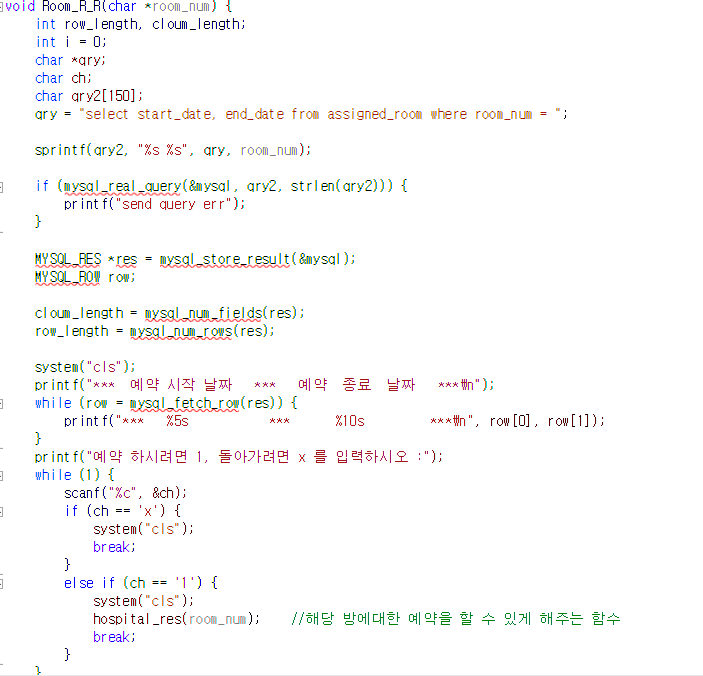 void Room_R_R(char *room_num) {
int row_length, cloum_length;
int i = 0;
char *qry;
char ch;
char qry2[150];
qry = "select start_date, end_date from assigned_room where room_num = ";
sprintf(qry2, "%s %s", qry, room_num);
if (mysql_real_query(&mysql, qry2, strlen(qry2))) {
printf("send query err");
}
MYSQL_RES *res = mysql_store_result(&mysql);
MYSQL_ROW row;
cloum_length = mysql_num_fields(res);
row_length = mysql_num_rows(res);
system("cls");
printf("***  예약 시작 날짜   ***   예약  종료  날짜   ***₩n");
while (row = mysql_fetch_row(res)) {
printf("***   %5s           ***      %10s         ***₩n", row[0], row[1]);
}
printf("예약 하시려면 1, 돌아가려면 x 를 입력하시오 :");
while (1) {
scanf("%c", &ch);
if (ch == 'x') {
system("cls");
break;
}
else if (ch == '1') {
system("cls");
hospital_res(room_num);    //해당 방에대한 예약을 할 수 있게 해주는 함수
break;
}
}